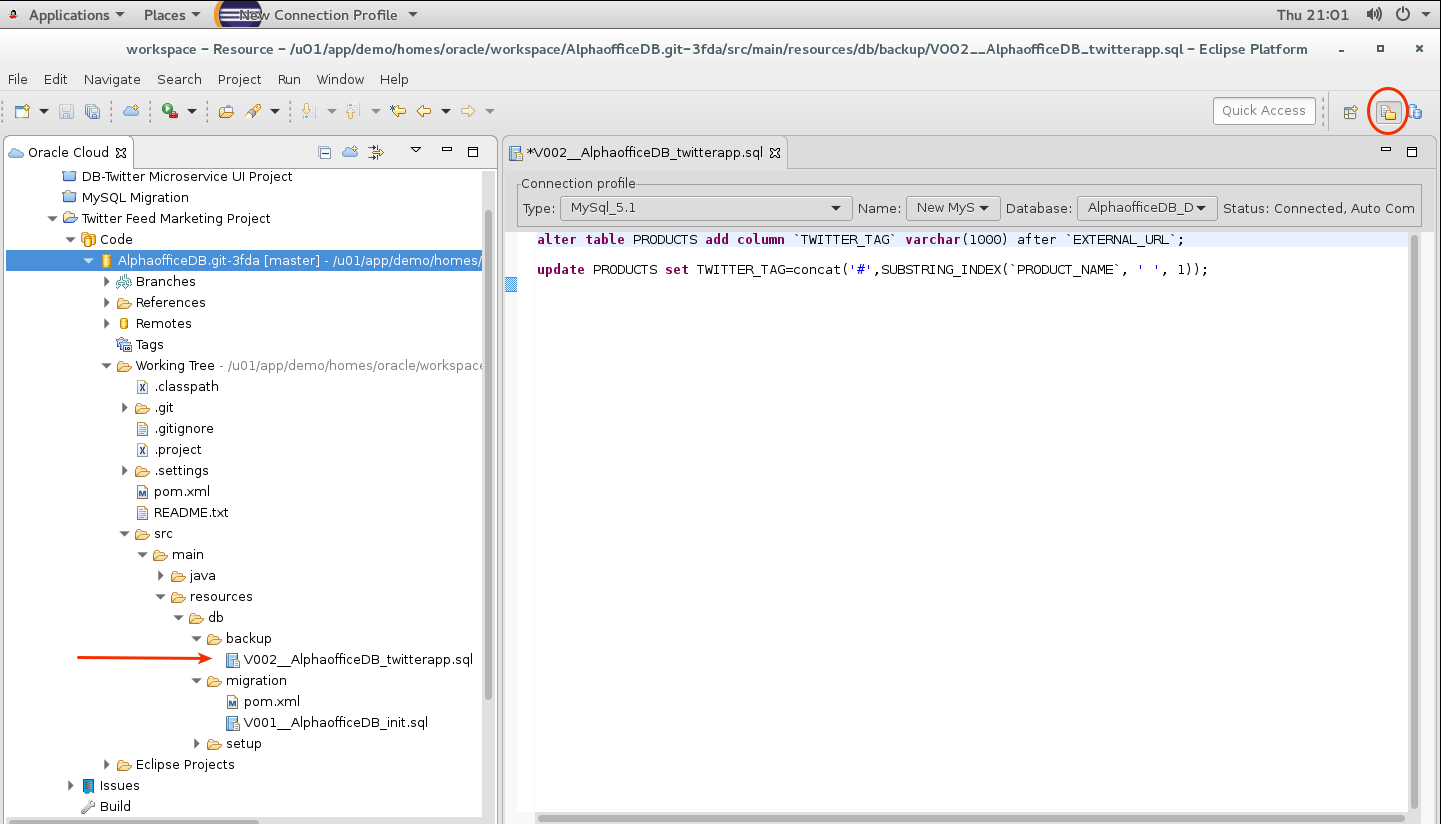 Applications Places New Connection Profile Thu 21:01
workspace – Resource – /u01/app/demo/homes/oracle/workspace/AlphaofficeDB.git-3fda/src/main/resources/db/backup/V002__AlphaofficeDB_twitterapp.sql – Eclipse Platform
File Edit Navigate Search Project Run Window Help
Quick Access
Oracle Cloud
DB-Twitter Microservice UI Project
MySQL Migration
Twitter Feed Marketing Project
Code
AlphaofficeDB.git-3fda [master] - /u01/app/demo/homes/
Branches
References
Remotes
Tags
Working Tree - /u01/app/demo/homes/oracle/workspace
.classpath
.git
.gitignore
.project
.settings
pom.xml
README.txt
src
main
java
resources
db
backup
V002__AlphaofficeDB_twitterapp.sql
migration
pom.xml
V001__AlphaofficeDB_init.sql
setup
Eclipse Projects
Issues
Build
*V002__AlphaofficeDB_twitterapp.sql
Connection profile
Type: MySql_5.1 Name: New MyS Database: AlphaofficeDB_D Status: Connected, Auto Com
alter table PRODUCTS add column `TWITTER_TAG` varchar(1000) after `EXTERNAL_URL`;
update PRODUCTS set TWITTER_TAG=concat('#',SUBSTRING_INDEX(`PRODUCT_NAME`, ' ', 1));